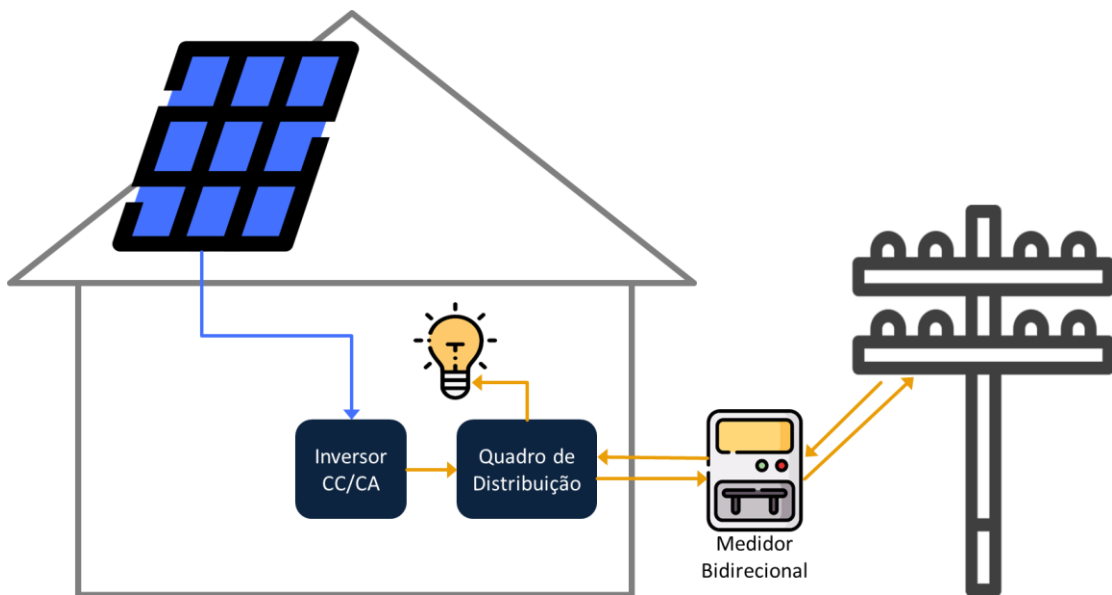 Inversor
CC/CA
Quadro de
Distribuição
Medidor
Bidirecional